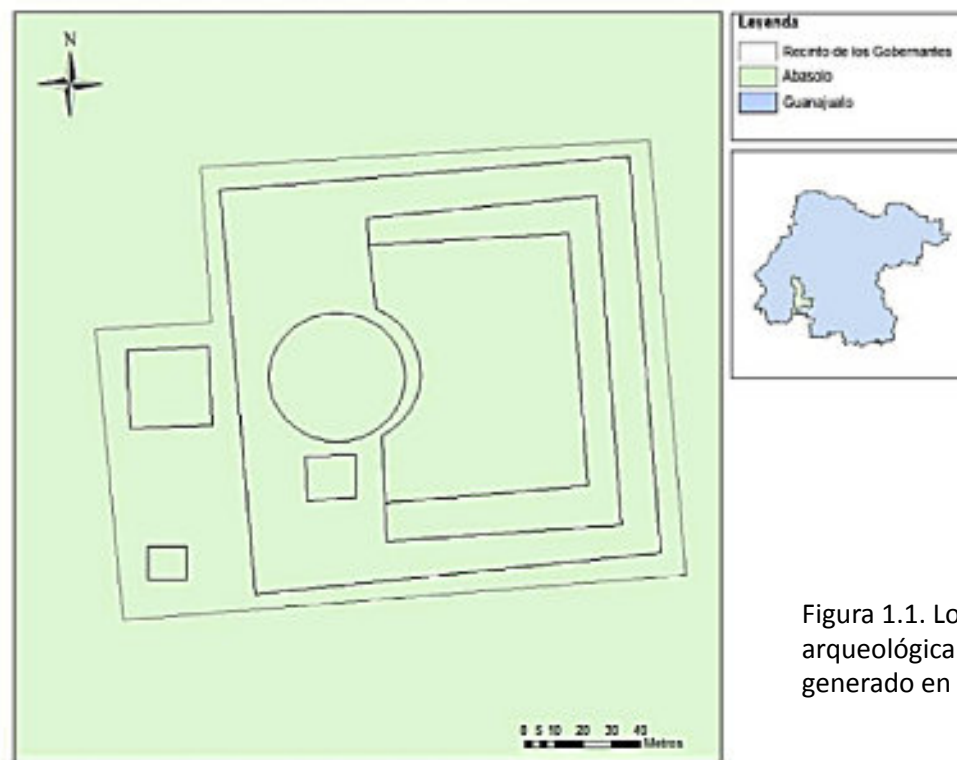 N
Leyenda
Recinto de los Gobernantes
Abasolo
Guanajuato
0 5 10 20 30 40
Metros
Figura 1.1. Lo
arqueológica
generado en